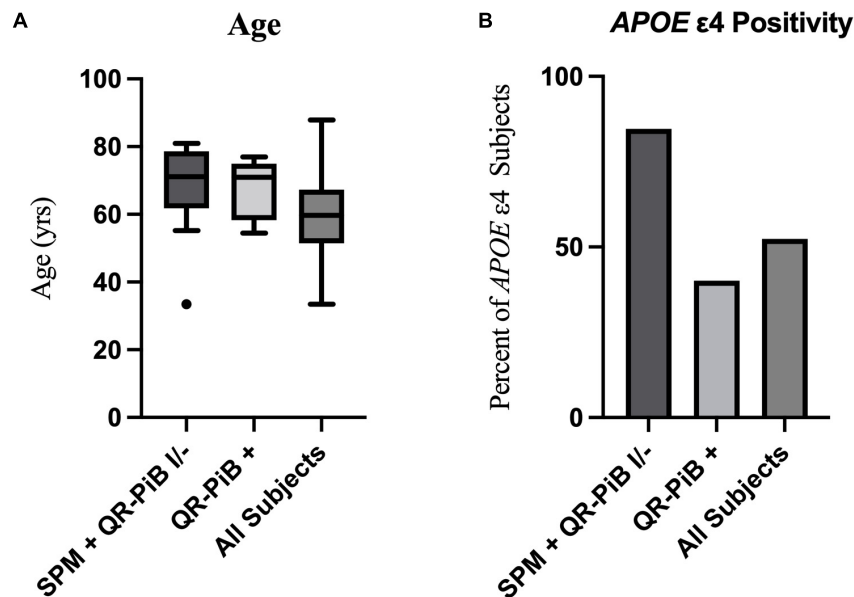 A
Age
Age (yrs)
100
80
60
40
20
0
SPM + QR-PiB I/-
QR-PiB +
All Subjects
B
APOE ε4 Positivity
Percent of APOE ε4 Subjects
100
50
0
SPM + QR-PiB I/-
QR-PiB +
All Subjects